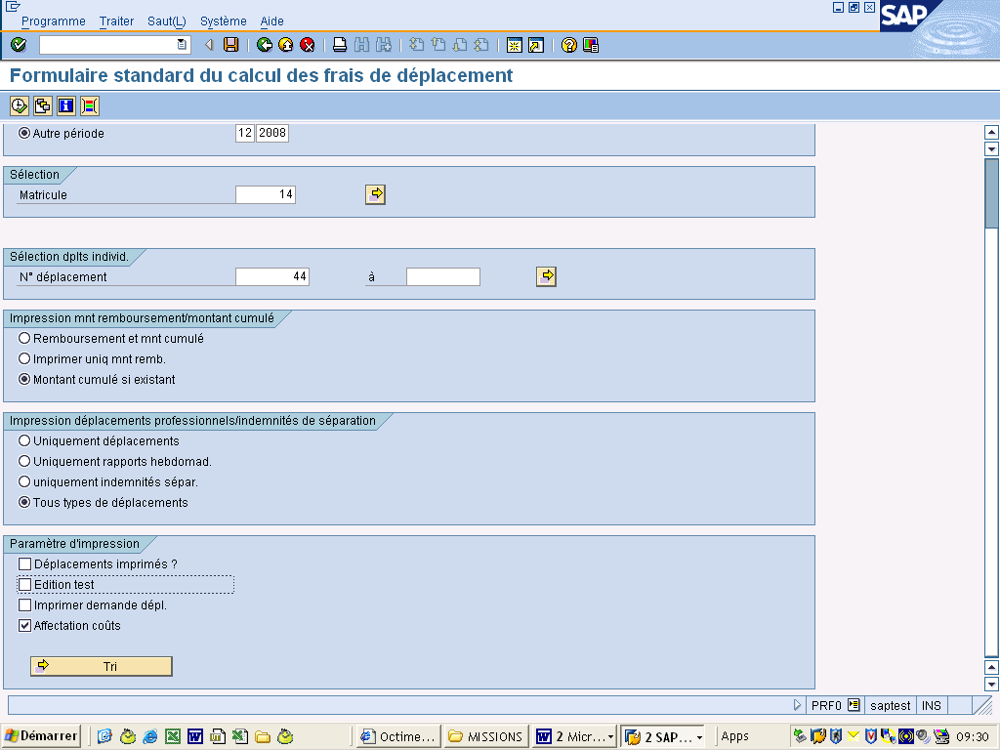 Programme Traiter Saut(L) Système Aide
SAP
Formulaire standard du calcul des frais de déplacement
Autre période 12 2008
Sélection
Matricule 14
Sélection dplts individ.
N° déplacement 44 à
Impression mnt remboursement/montant cumulé
Remboursement et mnt cumulé
Imprimer uniq mnt remb.
Montant cumulé si existant
Impression déplacements professionnels/indemnités de séparation
Uniquement déplacements
Uniquement rapports hebdomad.
uniquement indemnités sépar.
Tous types de déplacements
Paramètre d'impression
Déplacements imprimés ?
Edition test
Imprimer demande dépl.
Affectation coûts
Tri
PRF0 saptest INS
Démarrer Octime... MISSIONS 2 Micr... 2 SAP... Apps 09:30